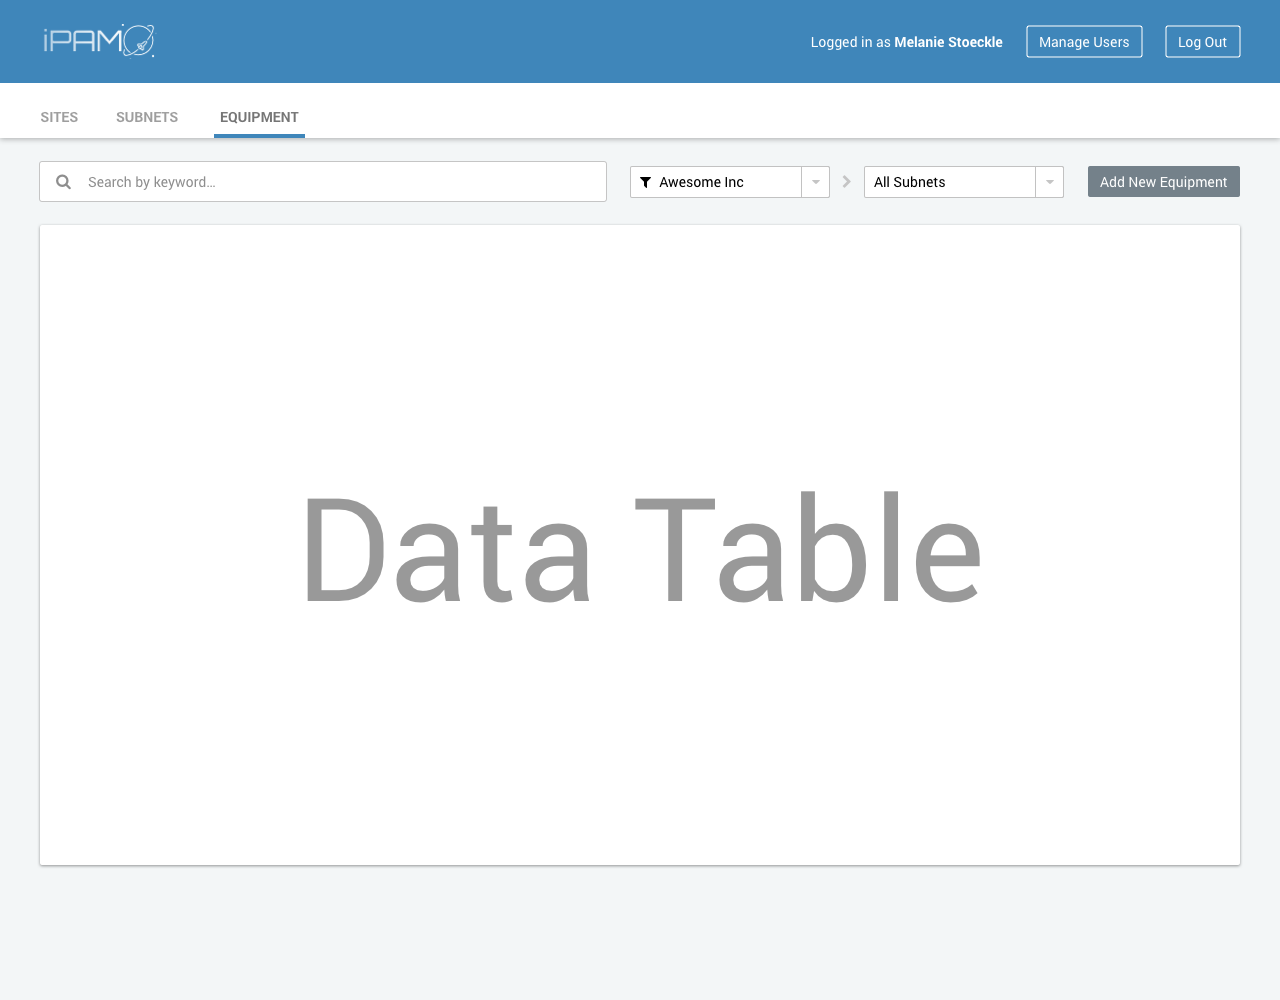 iPAM
Logged in as Melanie Stoeckle
Manage Users
Log Out
SITES
SUBNETS
EQUIPMENT
Search by keyword...
Awesome Inc
All Subnets
Add New Equipment
Data Table